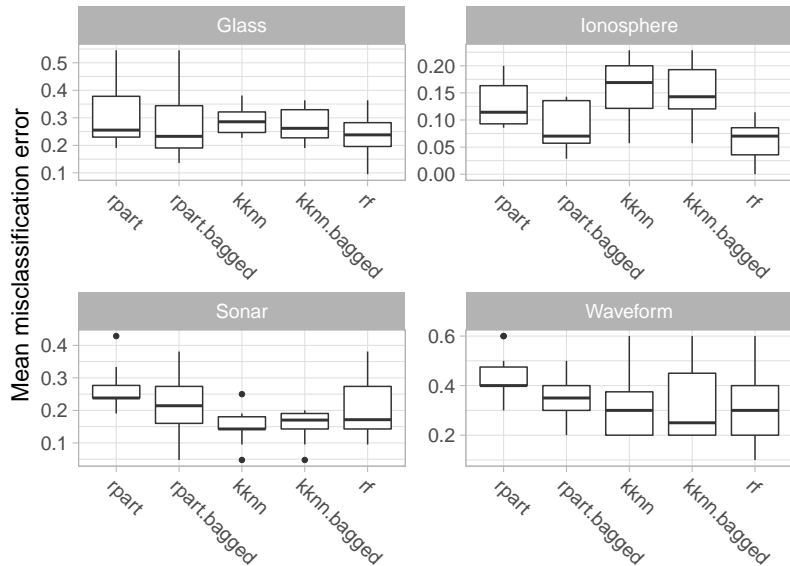 Mean misclassification error
Glass
0.5
0.4
0.3
0.2
0.1
rpart
rpart.bagged
kknn
kknn.bagged
rf
Ionosphere
0.20
0.15
0.10
0.05
0.00
rpart
rpart.bagged
kknn
kknn.bagged
rf
Sonar
0.4
0.3
0.2
0.1
rpart
rpart.bagged
kknn
kknn.bagged
rf
Waveform
0.6
0.4
0.2
rpart
rpart.bagged
kknn
kknn.bagged
rf